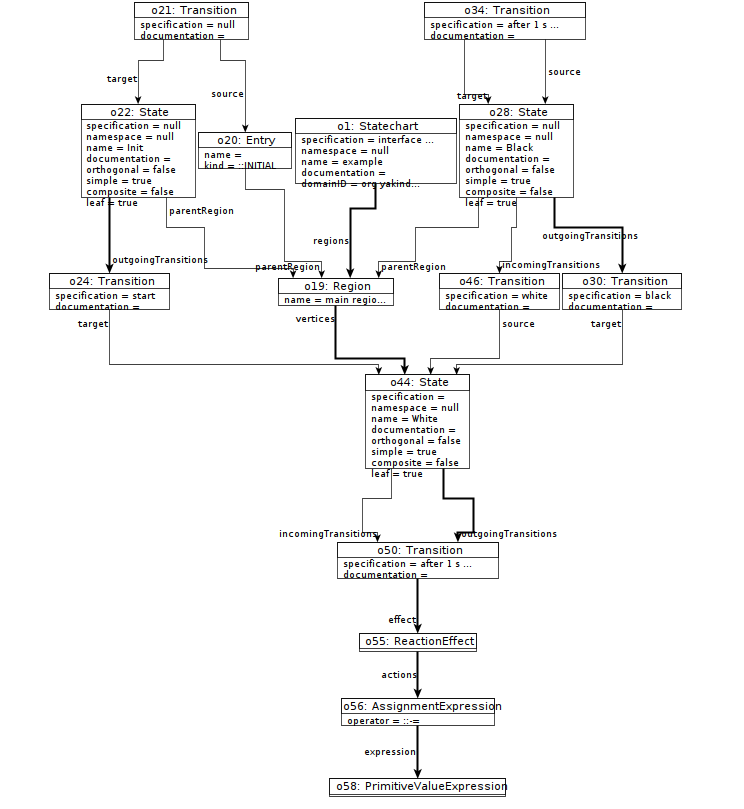 o21: Transition
specification = null
documentation =
o34: Transition
specification = after 1 s ...
documentation =
target
source
target
source
o22: State
specification = null
namespace = null
name = Init
documentation =
orthogonal = false
simple = true
composite = false
leaf = true
o20: Entry
name =
kind = ::INITIAL
o1: Statechart
specification = interface ...
namespace = null
name = example
documentation =
domainID = org.yakind...
o28: State
specification = null
namespace = null
name = Black
documentation =
orthogonal = false
simple = true
composite = false
leaf = true
parentRegion
regions
outgoingTransitions
outgoingTransitions
parentRegion
parentRegion
incomingTransitions
o24: Transition
specification = start
documentation =
o19: Region
name = main regio...
o46: Transition
specification = white
documentation =
o30: Transition
specification = black
documentation =
target
vertices
source
target
o44: State
specification =
namespace = null
name = White
documentation =
orthogonal = false
simple = true
composite = false
leaf = true
incomingTransitions
outgoingTransitions
o50: Transition
specification = after 1 s ...
documentation =
effect
o55: ReactionEffect
actions
o56: AssignmentExpression
operator = ::-=
expression
o58: PrimitiveValueExpression